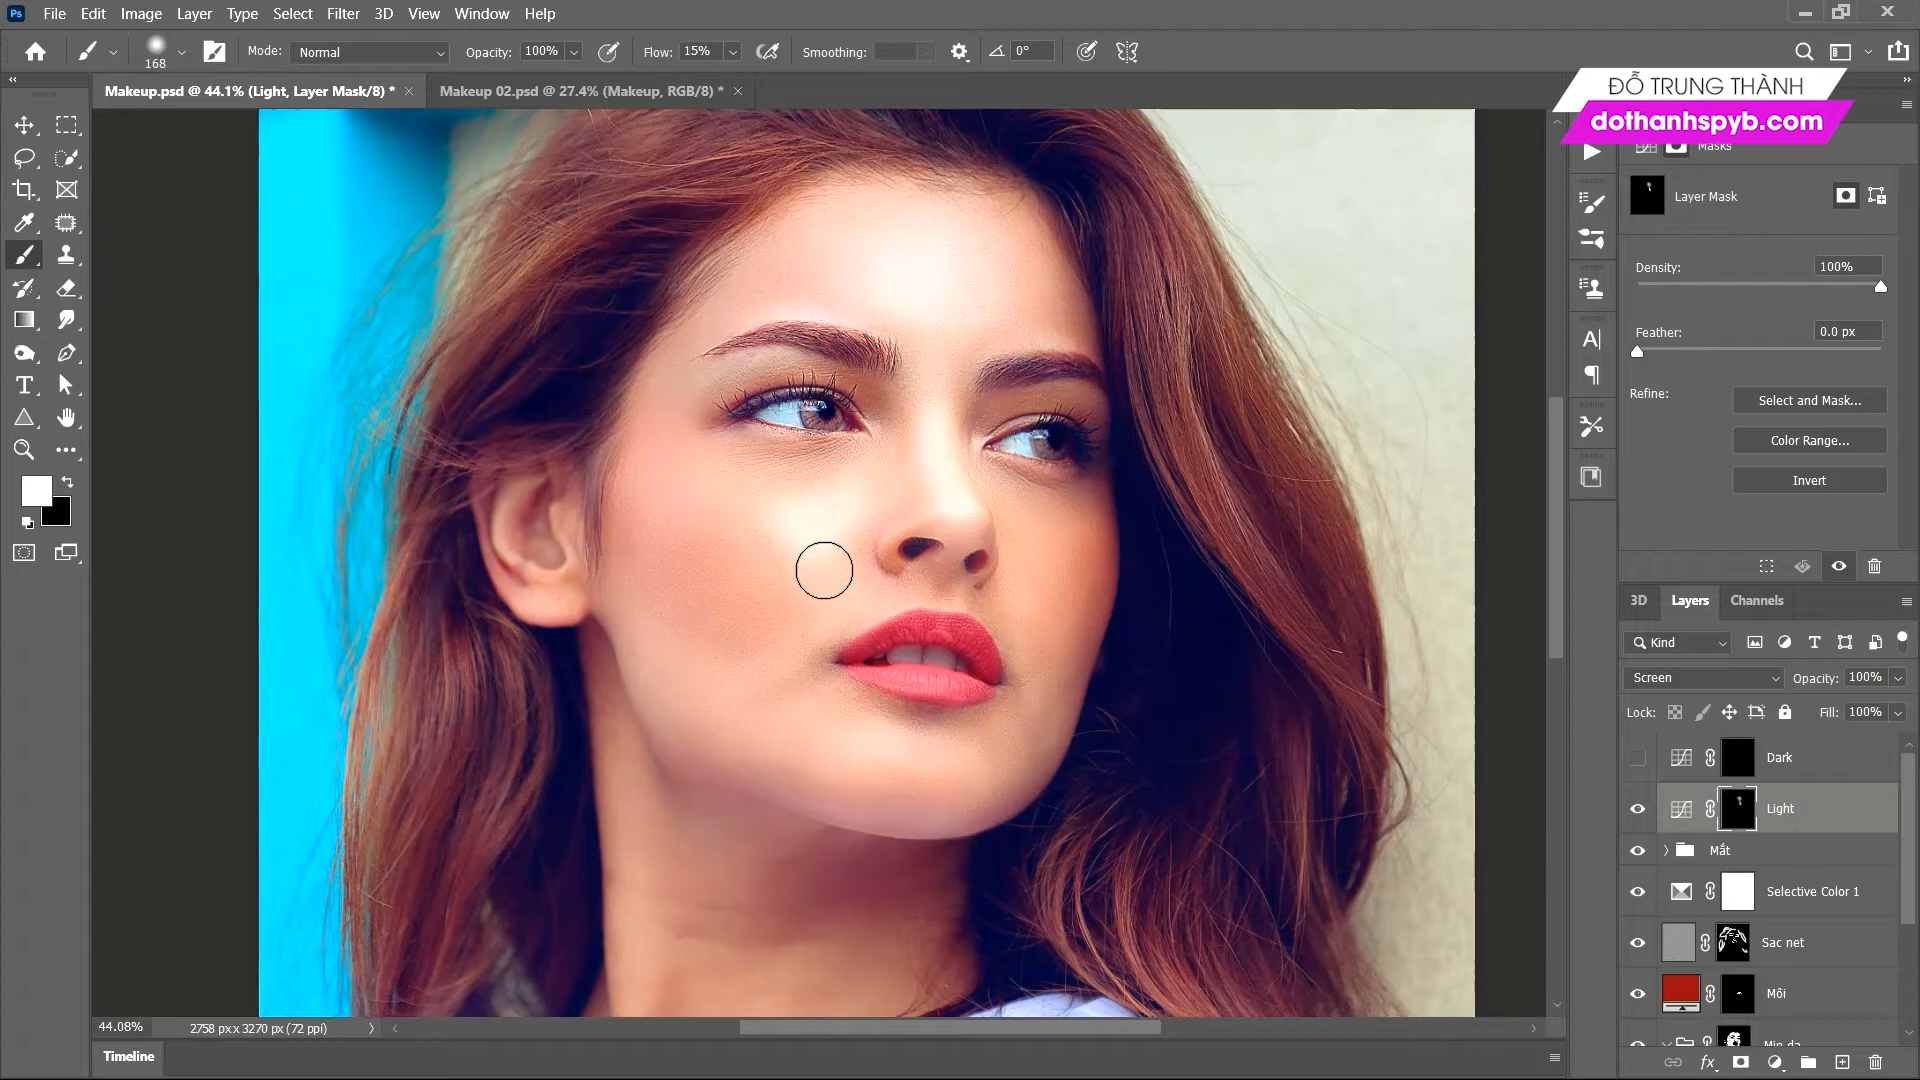 Ps File Edit Image Layer Type Select Filter 3D View Window Help
168 Mode: Normal Opacity: 100% Flow: 15% Smoothing: 0°
ĐỖ TRUNG THÀNH
dothanhspyb.com
Makeup.psd @ 44.1% (Light, Layer Mask/8) * Makeup 02.psd @ 27.4% (Makeup, RGB/8) *
Masks
Layer Mask
Density: 100%
Feather: 0.0 px
Refine: Select and Mask...
Color Range...
Invert
3D Layers Channels
Kind
Screen Opacity: 100%
Lock: Fill: 100%
Dark
Light
Mắt
Selective Color 1
Sac net
Môi
44.08% 2758 px x 3270 px (72 ppi)
Timeline
fx